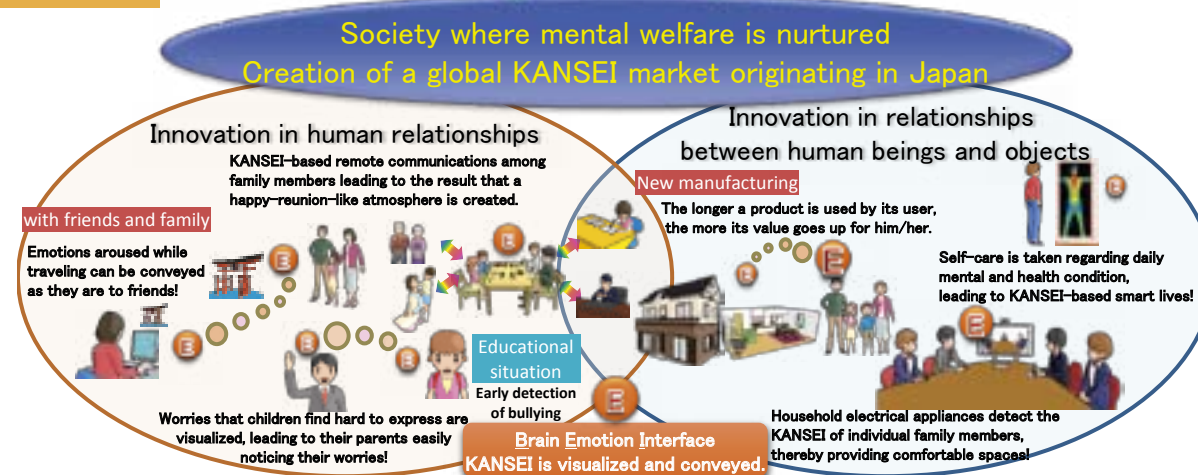 Society where mental welfare is nurtured
Creation of a global KANSEI market originating in Japan
Innovation in human relationships
KANSEI-based remote communications among
family members leading to the result that a
happy-reunion-like atmosphere is created.
with friends and family
Emotions aroused while
traveling can be conveyed
as they are to friends!
E
E
E
E
E
Educational
situation
Early detection
of bullying
Worries that children find hard to express are
visualized, leading to their parents easily
noticing their worries!
Innovation in relationships
between human beings and objects
New manufacturing
The longer a product is used by its user,
the more its value goes up for him/her.
E
E
E
Self-care is taken regarding daily
mental and health condition,
leading to KANSEI-based smart lives!
E
Household electrical appliances detect the
KANSEI of individual family members,
thereby providing comfortable spaces!
E
Brain Emotion Interface
KANSEI is visualized and conveyed.